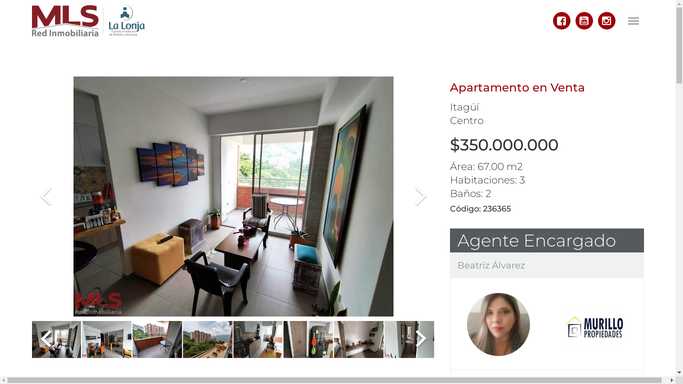 MLS
Red Inmobiliaria
La Lonja
Apartamento en Venta
Itagüí
Centro
$350.000.000
Área: 67.00 m2
Habitaciones: 3
Baños: 2
Código: 236365
Agente Encargado
Beatriz Álvarez
MURILLO
PROPIEDADES
MLS
Red Inmobiliaria